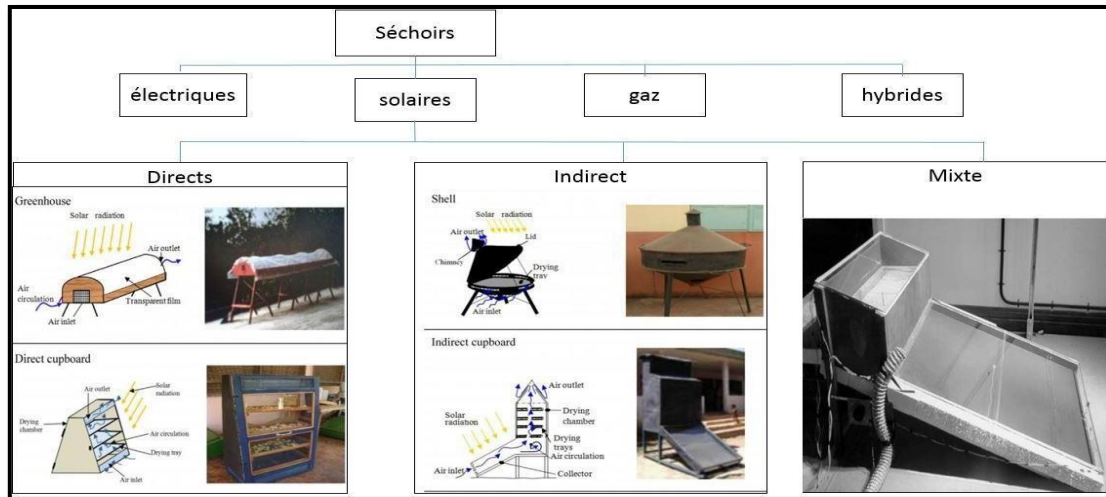 Séchoirs
électriques
solaires
gaz
hybrides
Directs
Greenhouse
Solar radiation
Air outlet
Air
circulation
Transparent film
Air inlet
Direct cupboard
Air outlet
Solar
radiation
Drying
chamber
Air circulation
Drying tray
Air inlet
Indirect
Shell
Solar radiation
Air outlet
Lid
Chimney
Drying
tray
Air inlet
Indirect cupboard
Air outlet
Solar
radiation
Drying
chamber
Drying
trays
Air circulation
Air inlet
Collector
Mixte